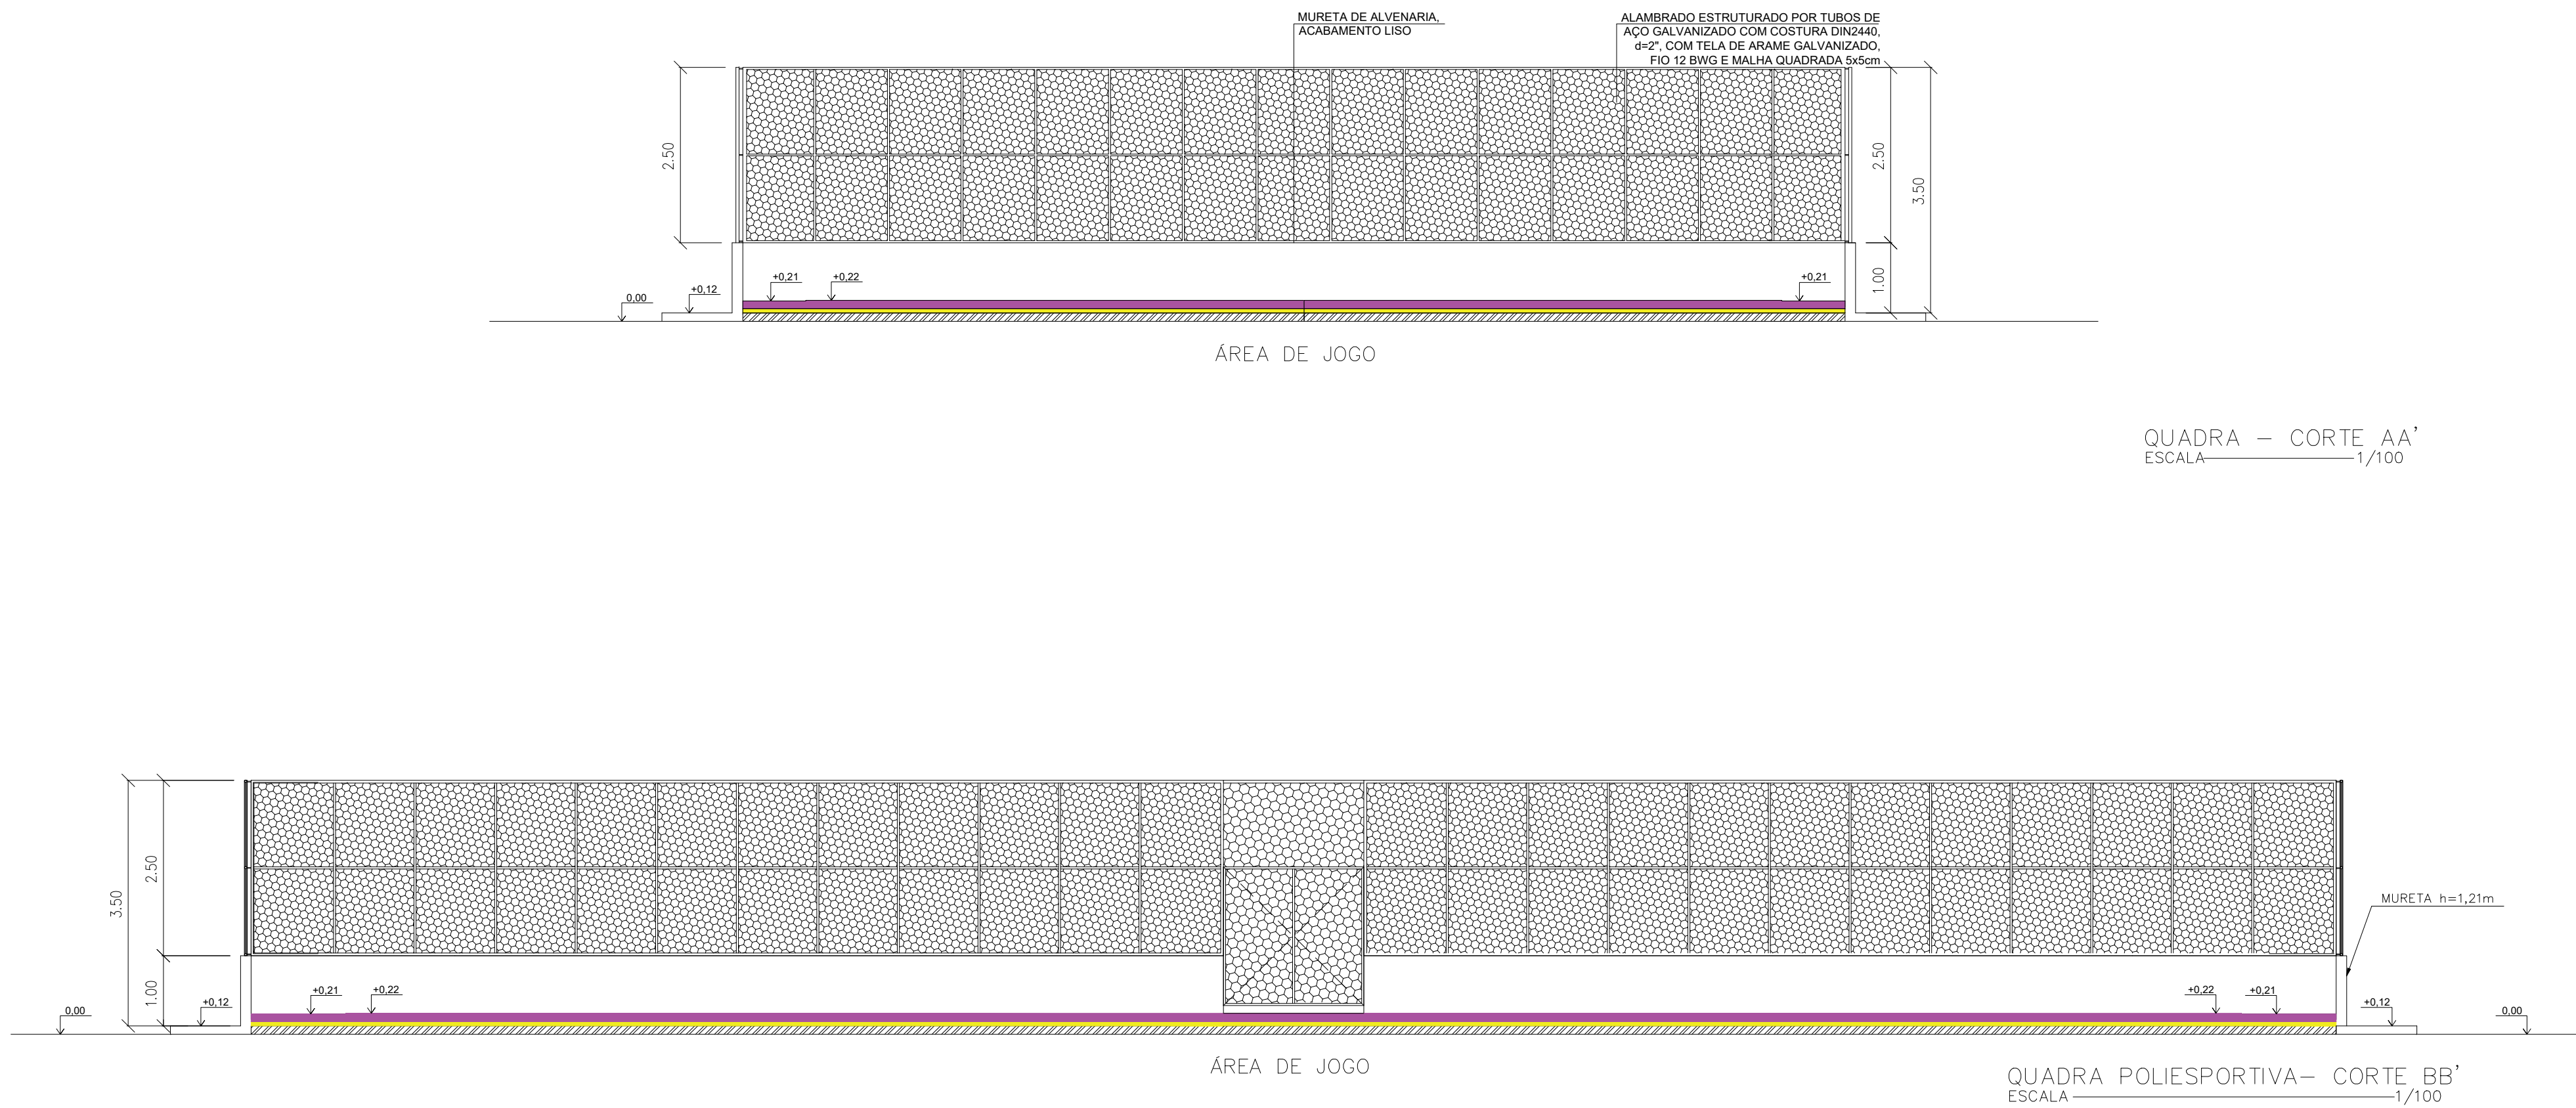 MURETA DE ALVENARIA,
ACABAMENTO LISO
ALAMBRADO ESTRUTURADO POR TUBOS DE
AÇO GALVANIZADO COM COSTURA DIN2440,
d=2", COM TELA DE ARAME GALVANIZADO,
FIO 12 BWG E MALHA QUADRADA 5x5cm
2.50
2.50
3.50
1.00
0,00
+0,12
+0,21
+0,22
+0,21
ÁREA DE JOGO
QUADRA - CORTE AA'
ESCALA 1/100
3.50
2.50
1.00
MURETA h=1,21m
0,00
+0,12
+0,21
+0,22
+0,22
+0,21
+0,12
0,00
ÁREA DE JOGO
QUADRA POLIESPORTIVA- CORTE BB'
ESCALA 1/100